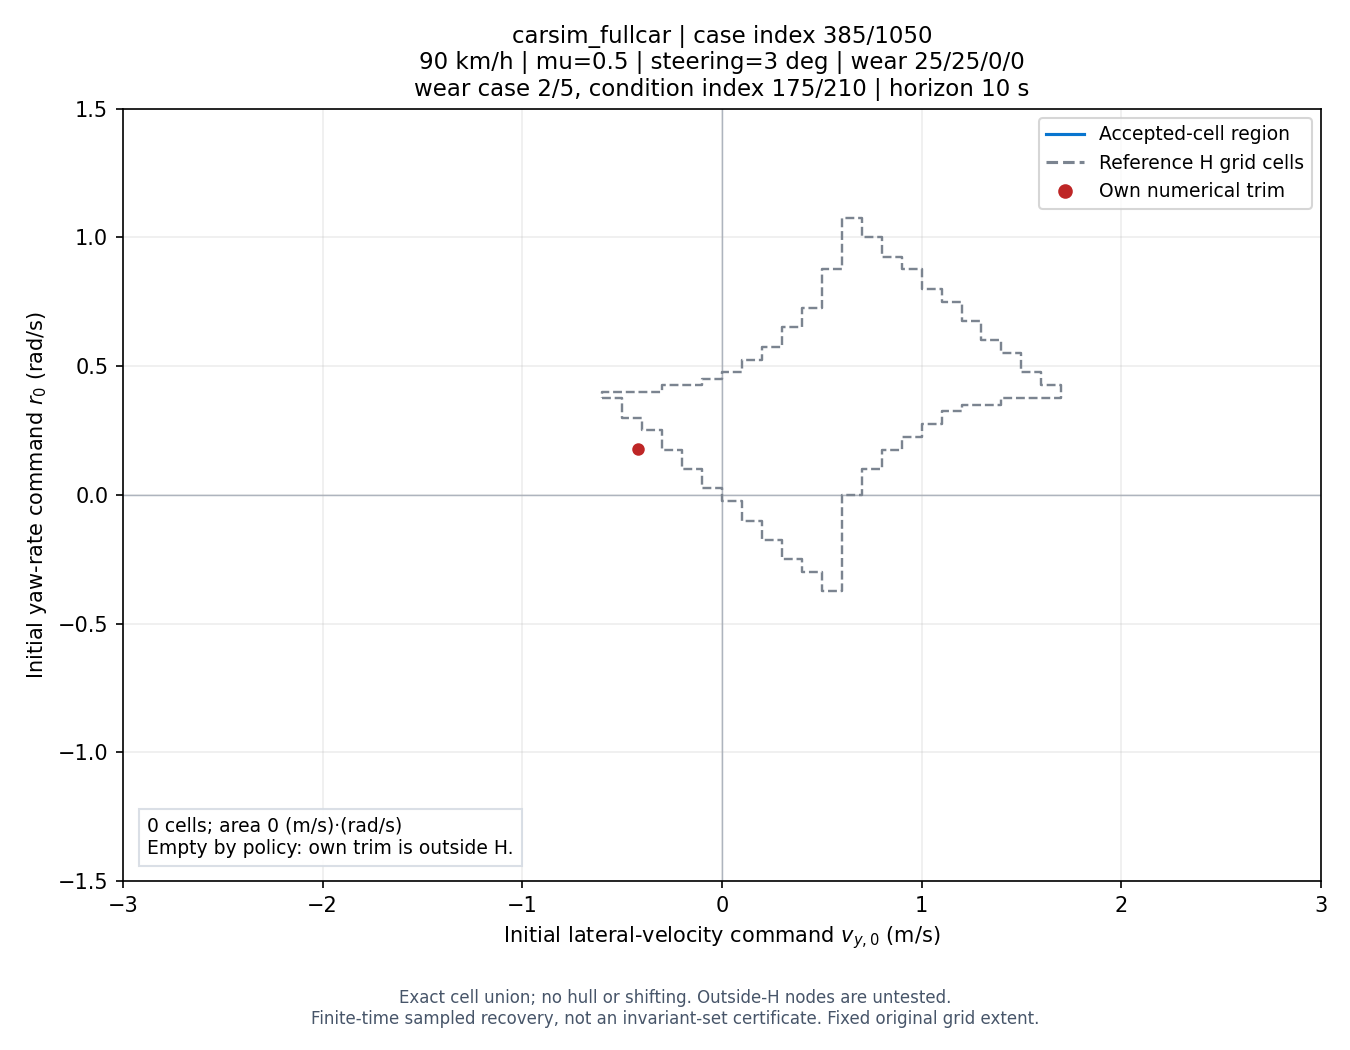 carsim_fullcar | case index 385/1050
90 km/h | mu=0.5 | steering=3 deg | wear 25/25/0/0
wear case 2/5, condition index 175/210 | horizon 10 s
Accepted-cell region
Reference H grid cells
Own numerical trim
1.5
1.0
0.5
0.0
−0.5
−1.0
−1.5
Initial yaw-rate command r0 (rad/s)
0 cells; area 0 (m/s)·(rad/s)
Empty by policy: own trim is outside H.
−3
−2
−1
0
1
2
3
Initial lateral-velocity command vy,0 (m/s)
Exact cell union; no hull or shifting. Outside-H nodes are untested.
Finite-time sampled recovery, not an invariant-set certificate. Fixed original grid extent.